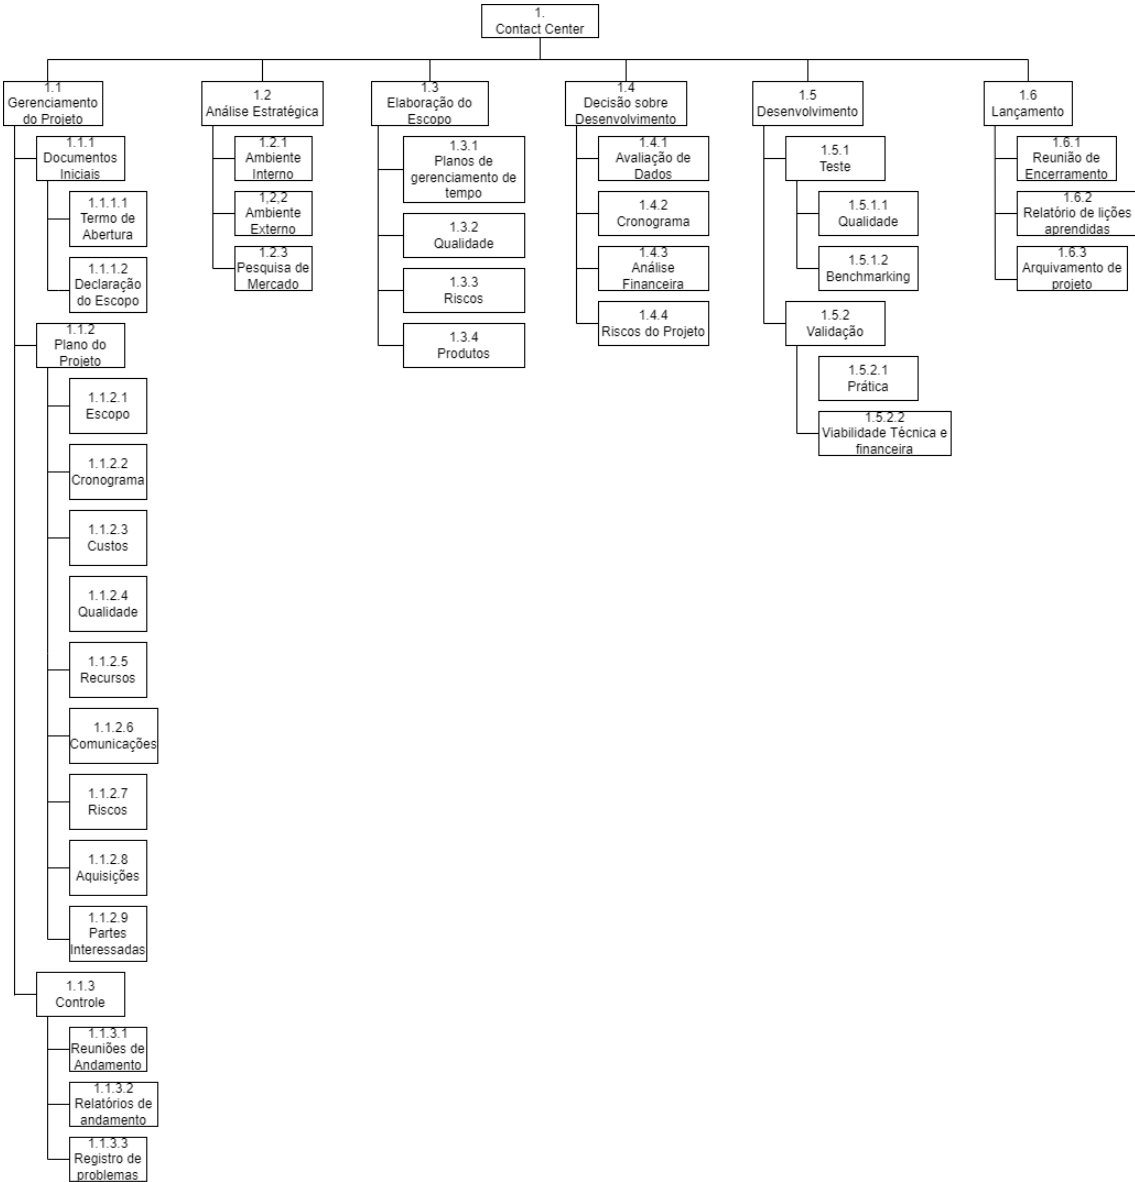 1.
Contact Center
1.1
Gerenciamento
do Projeto
1.1.1
Documentos
Iniciais
1.1.1.1
Termo de
Abertura
1.1.1.2
Declaração
do Escopo
1.1.2
Plano do
Projeto
1.1.2.1
Escopo
1.1.2.2
Cronograma
1.1.2.3
Custos
1.1.2.4
Qualidade
1.1.2.5
Recursos
1.1.2.6
Comunicações
1.1.2.7
Riscos
1.1.2.8
Aquisições
1.1.2.9
Partes
Interessadas
1.1.3
Controle
1.1.3.1
Reuniões de
Andamento
1.1.3.2
Relatórios de
andamento
1.1.3.3
Registro de
problemas
1.2
Análise Estratégica
1.2.1
Ambiente
Interno
1,2,2
Ambiente
Externo
1.2.3
Pesquisa de
Mercado
1.3
Elaboração do
Escopo
1.3.1
Planos de
gerenciamento de
tempo
1.3.2
Qualidade
1.3.3
Riscos
1.3.4
Produtos
1.4
Decisão sobre
Desenvolvimento
1.4.1
Avaliação de
Dados
1.4.2
Cronograma
1.4.3
Análise
Financeira
1.4.4
Riscos do Projeto
1.5
Desenvolvimento
1.5.1
Teste
1.5.1.1
Qualidade
1.5.1.2
Benchmarking
1.5.2
Validação
1.5.2.1
Prática
1.5.2.2
Viabilidade Técnica e
financeira
1.6
Lançamento
1.6.1
Reunião de
Encerramento
1.6.2
Relatório de lições
aprendidas
1.6.3
Arquivamento de
projeto